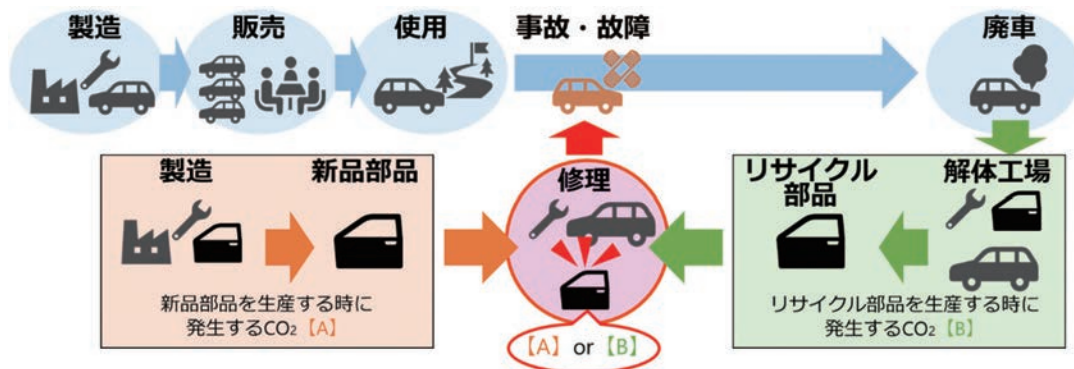 製造
販売
使用
事故・故障
廃車
製造
新品部品
新品部品を生産する時に
発生するCO₂【A】
修理
【A】 or 【B】
リサイクル
部品
解体工場
リサイクル部品を生産する時に
発生するCO₂【B】